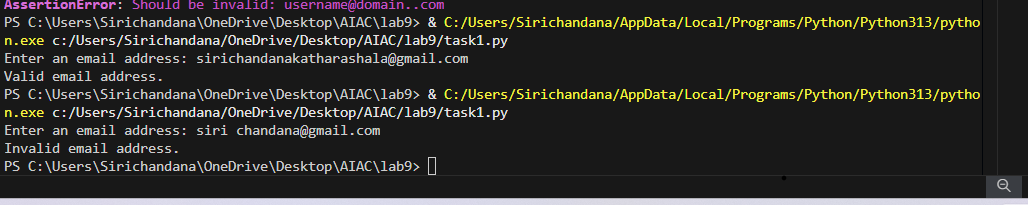 AssertionError: Should be invalid: username@domain..com
PS C:\Users\Sirichandana\OneDrive\Desktop\AIAC\lab9> & C:/Users/Sirichandana/AppData/Local/Programs/Python/Python313/pytho
n.exe c:/Users/Sirichandana/OneDrive/Desktop/AIAC/lab9/task1.py
Enter an email address: sirichandanakatharashala@gmail.com
Valid email address.
PS C:\Users\Sirichandana\OneDrive\Desktop\AIAC\lab9> & C:/Users/Sirichandana/AppData/Local/Programs/Python/Python313/pytho
n.exe c:/Users/Sirichandana/OneDrive/Desktop/AIAC/lab9/task1.py
Enter an email address: siri chandana@gmail.com
Invalid email address.
PS C:\Users\Sirichandana\OneDrive\Desktop\AIAC\lab9>